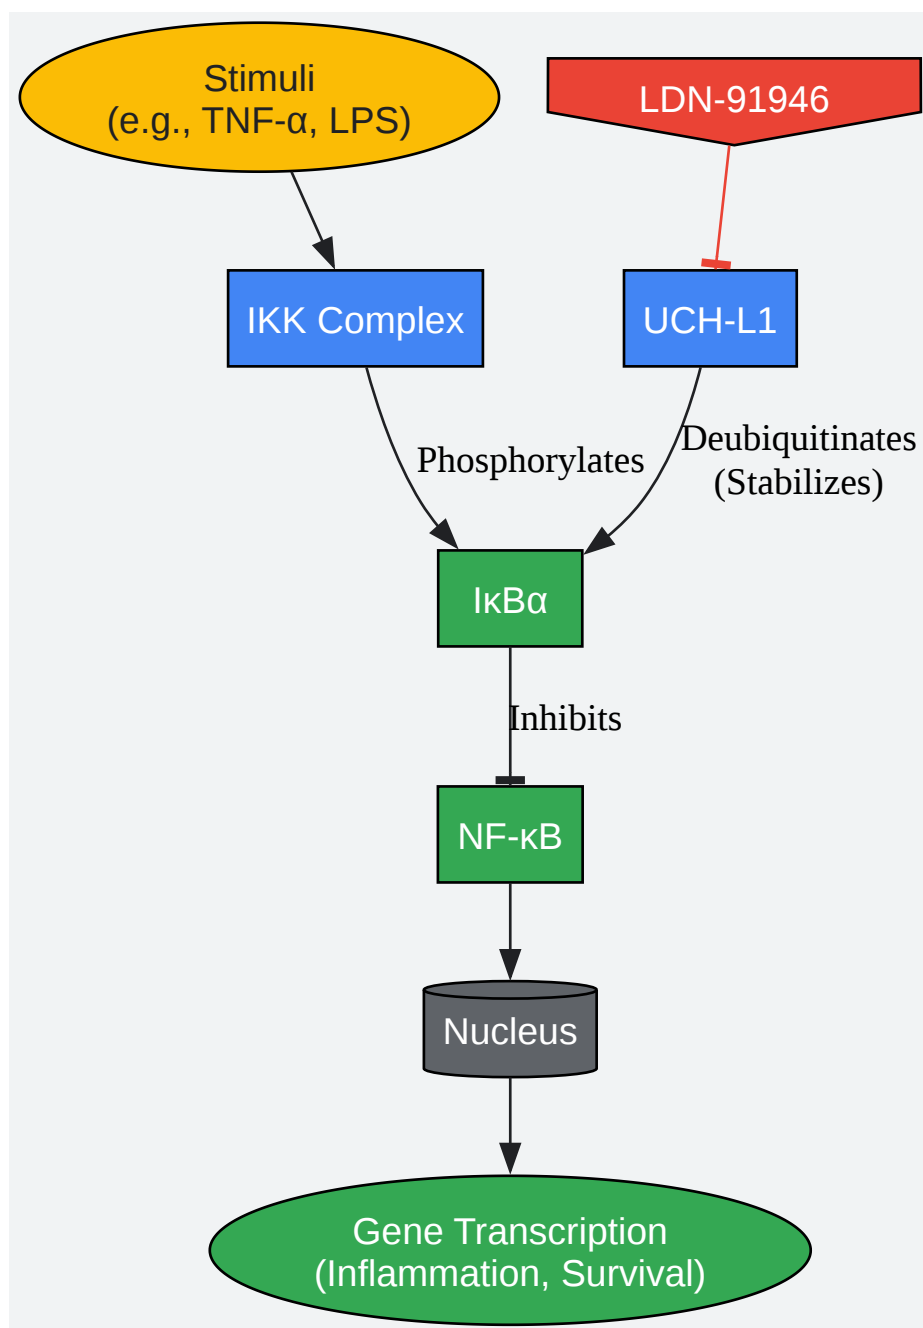 Stimuli
(e.g., TNF-α, LPS)
LDN-91946
IKK Complex
UCH-L1
Phosphorylates
Deubiquitinates
(Stabilizes)
IκBα
Inhibits
NF-κB
Nucleus
Gene Transcription
(Inflammation, Survival)